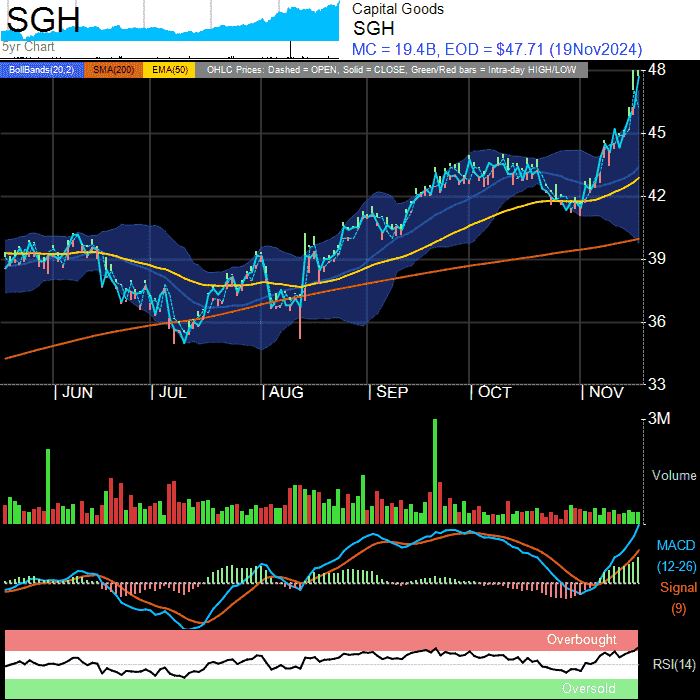 SGH
5yr Chart
Capital Goods
SGH
MC = 19.4B, EOD = $47.71 (19Nov2024)
BollBands(20,2) SMA(200) EMA(50) OHLC Prices: Dashed = OPEN, Solid = CLOSE, Green/Red bars = Intra-day HIGH/LOW
48
45
42
39
36
33
JUN JUL AUG SEP OCT NOV
3M
Volume
MACD
(12-26)
Signal
(9)
Overbought
RSI(14)
Oversold